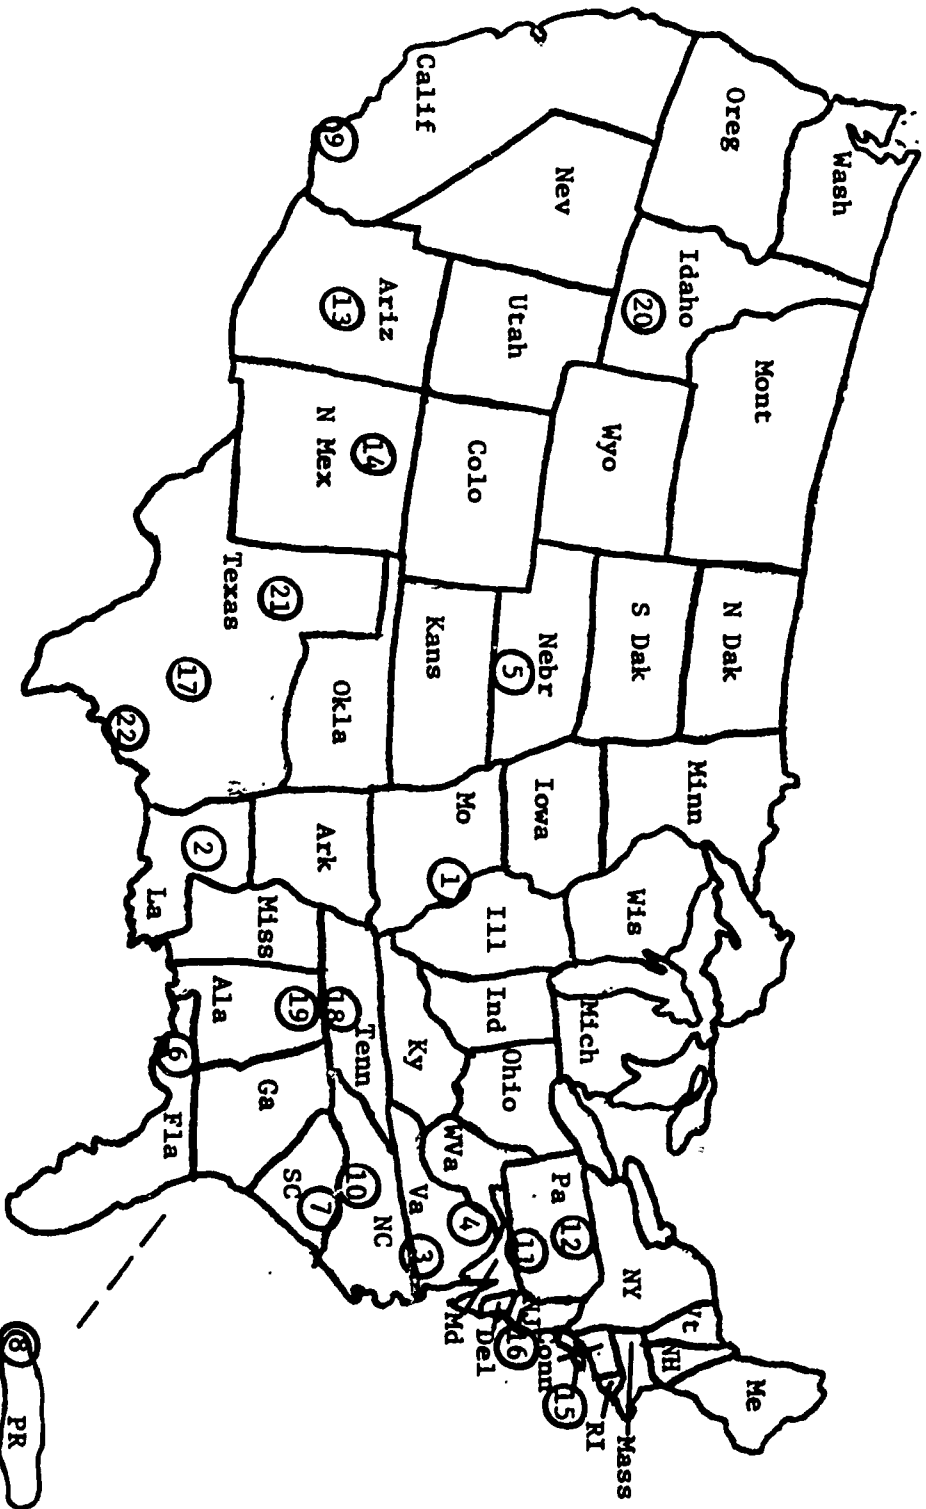 Wash
Oreg
Calif
09
Nev
Idaho
20
Mont
Utah
Ariz
13
Wyo
Colo
N Mex
14
N Dak
S Dak
Nebr
5
Kans
Okla
Texas
21
17
22
Minn
Iowa
Mo
1
Ark
La
2
Wis
Ill
Miss
Mich
Ind
Ohio
Ky
Tenn
18
19
Ala
6
Ga
Fla
WVa
Va
4
3
NC
10
SC
7
Pa
12
11
NY
Vt
NH
Me
Mass
RI
Conn
15
NJ
16
Del
Md
8
PR